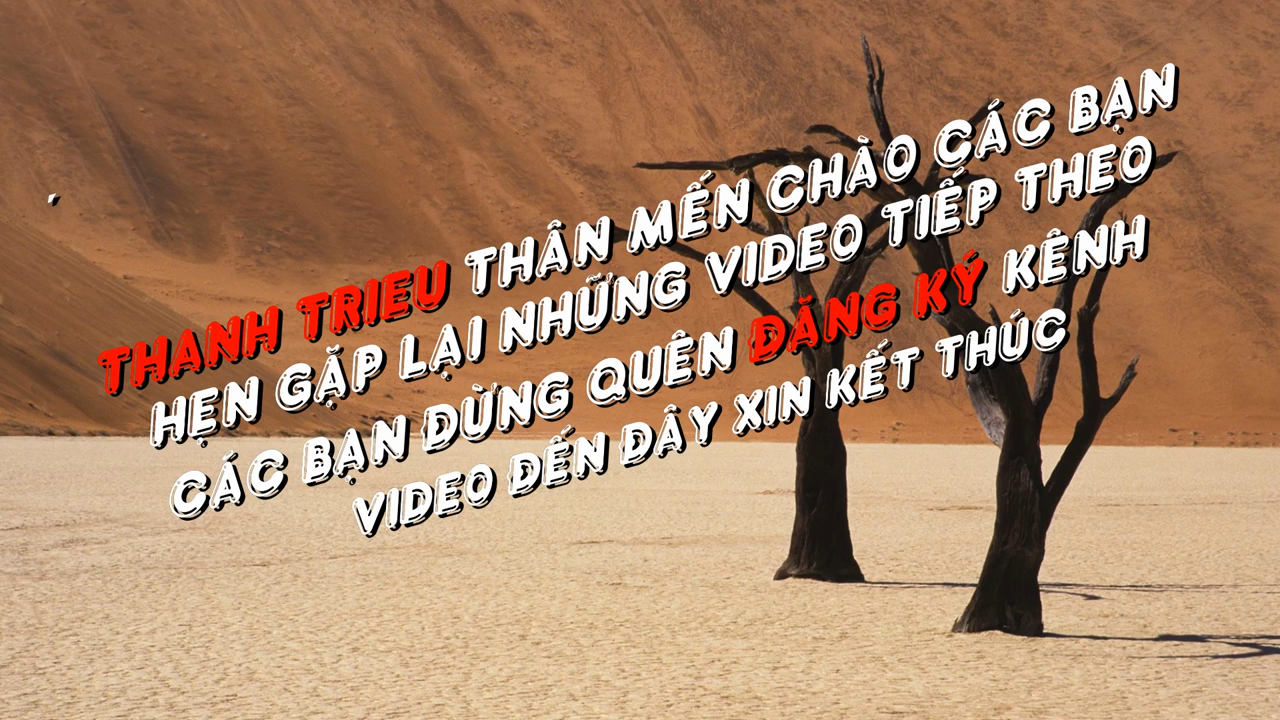 THANH TRIEU THÂN MẾN CHÀO CÁC BẠN
HẸN GẶP LẠI NHỮNG VIDEO TIẾP THEO
CÁC BẠN ĐỪNG QUÊN ĐĂNG KÝ KÊNH
VIDEO ĐẾN ĐÂY XIN KẾT THÚC